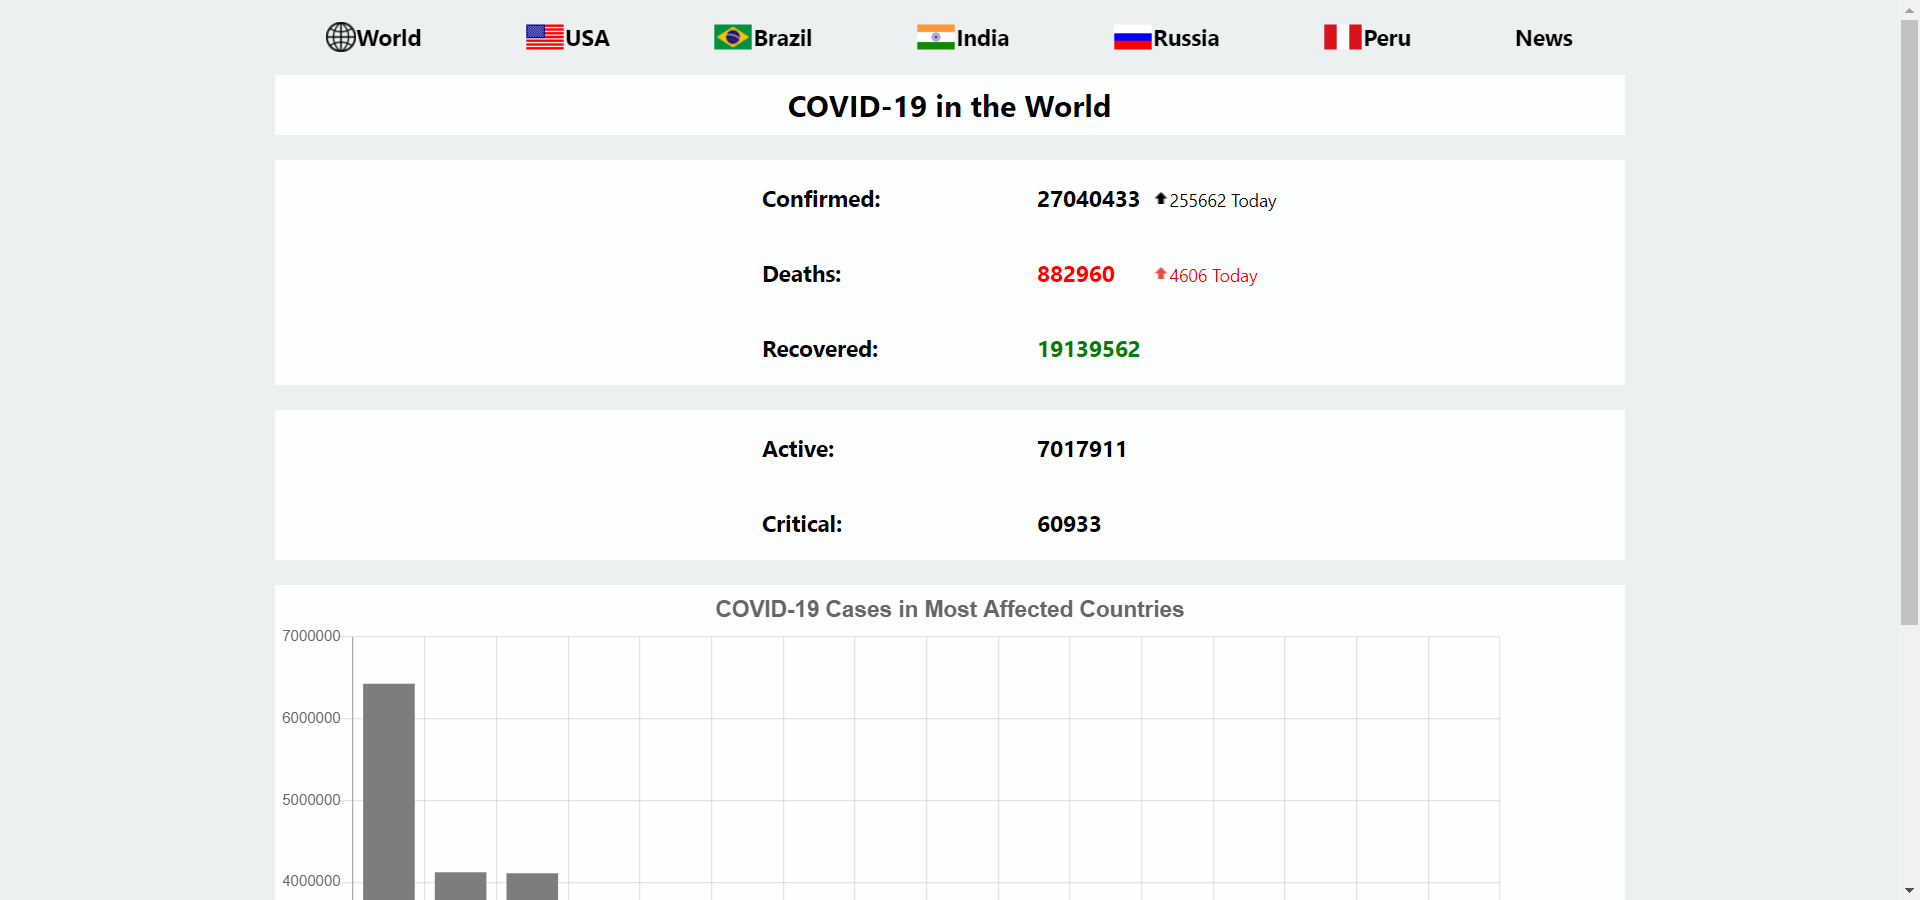 World USA Brazil India Russia Peru News
COVID-19 in the World
Confirmed: 27040433 255662 Today
Deaths: 882960 4606 Today
Recovered: 19139562
Active: 7017911
Critical: 60933
COVID-19 Cases in Most Affected Countries
7000000
6000000
5000000
4000000